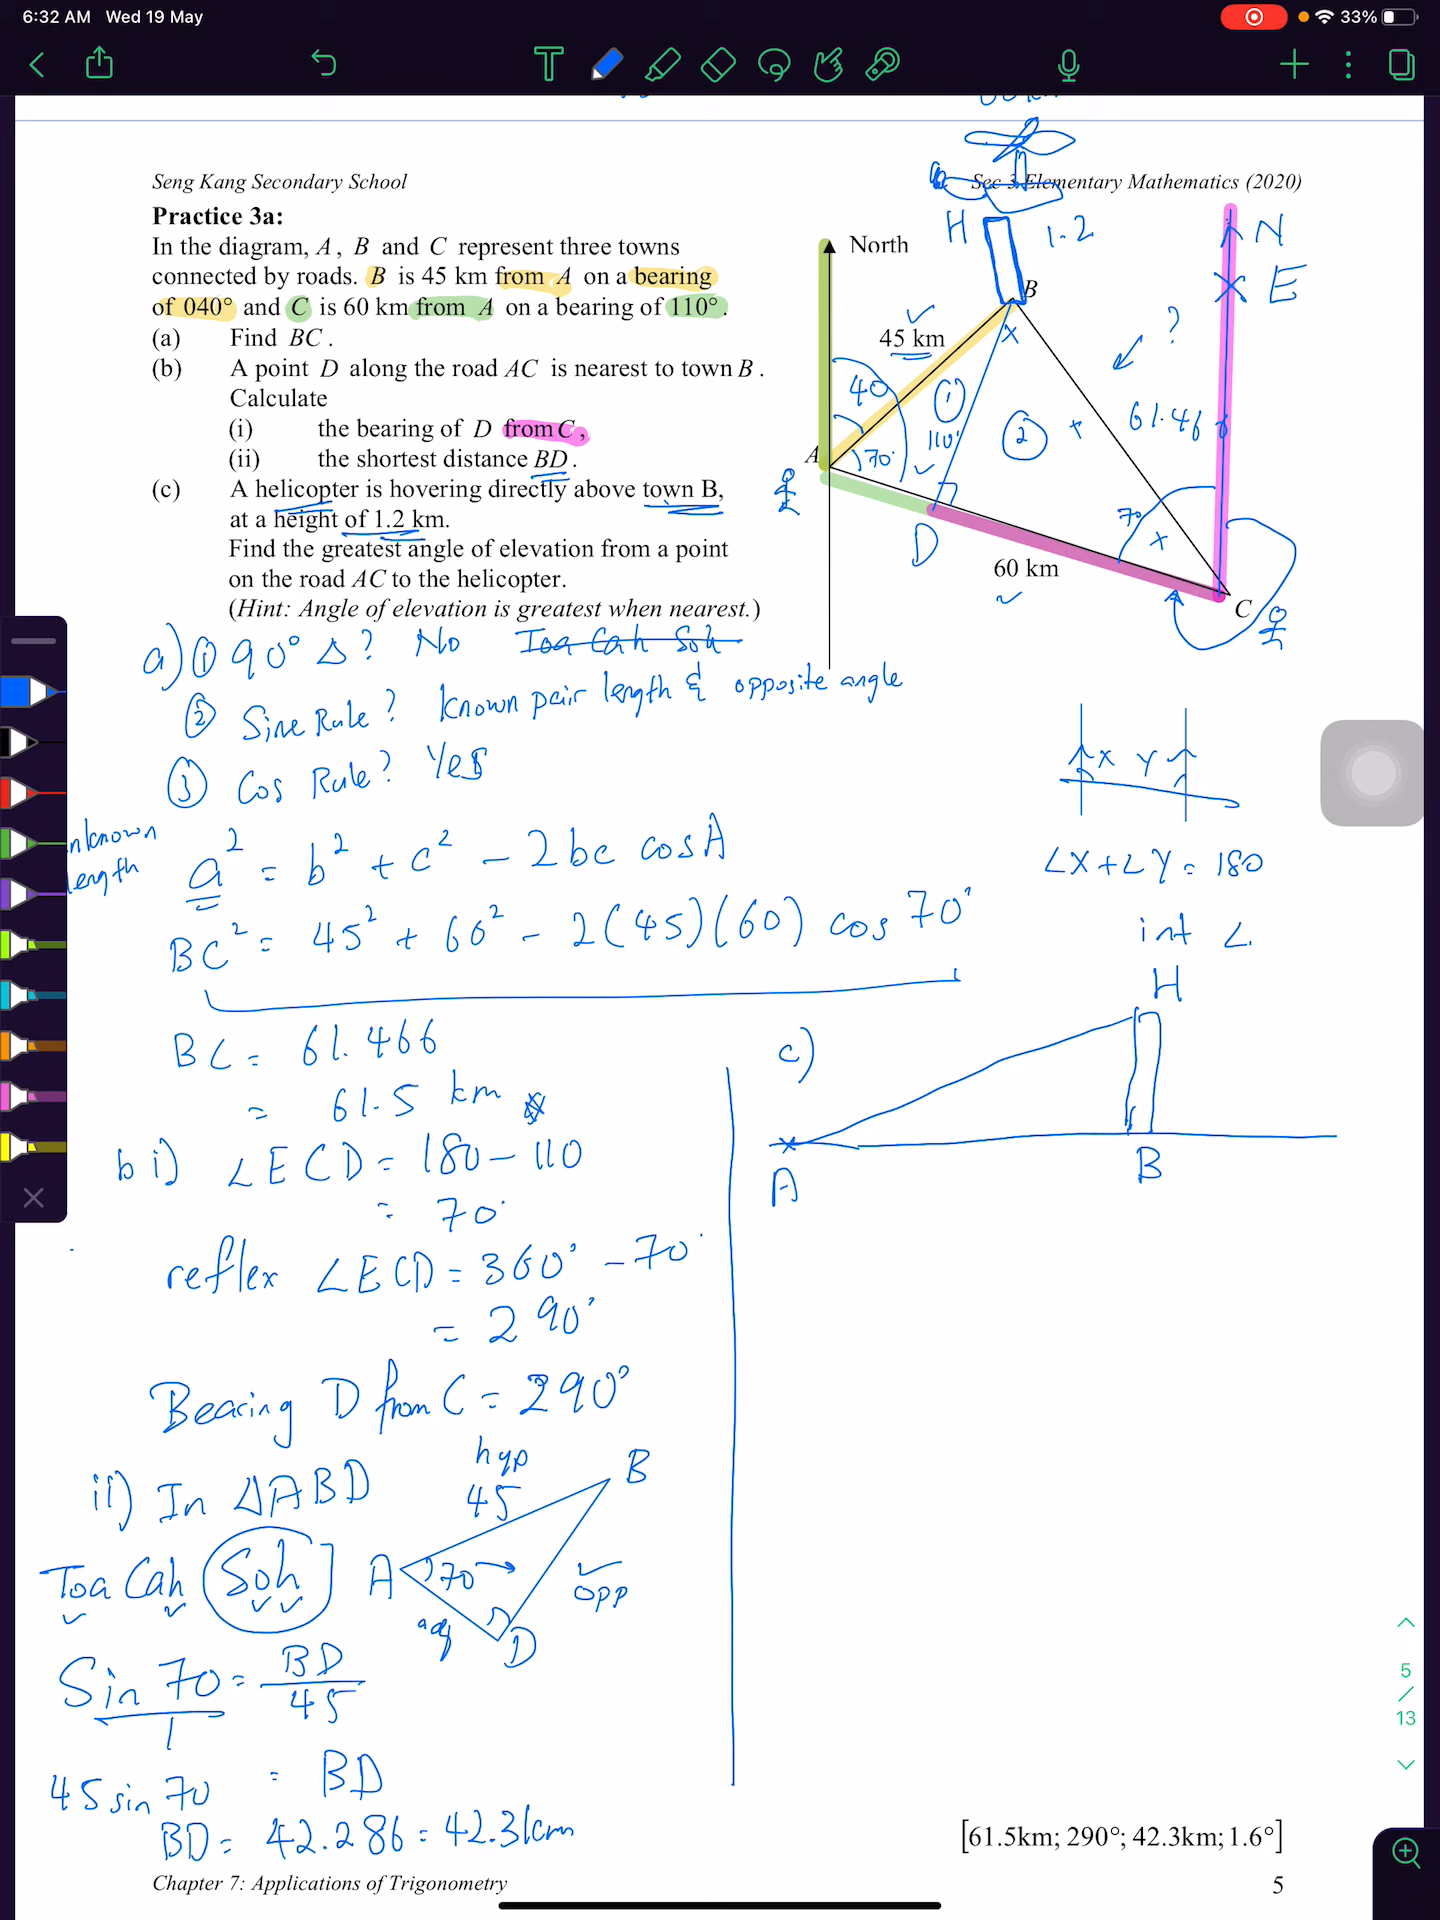 6:32 AM Wed 19 May
33%
Seng Kang Secondary School
Sec 3 Elementary Mathematics (2020)
Practice 3a:
In the diagram, A, B and C represent three towns
connected by roads. B is 45 km from A on a bearing
of 040° and C is 60 km from A on a bearing of 110°.
(a) Find BC.
(b) A point D along the road AC is nearest to town B.
Calculate
(i) the bearing of D from C,
(ii) the shortest distance BD.
(c) A helicopter is hovering directly above town B,
at a height of 1.2 km.
Find the greatest angle of elevation from a point
on the road AC to the helicopter.
(Hint: Angle of elevation is greatest when nearest.)
North
H
1.2
N
E
B
x
45 km
?
40
1
110°
2
x
61.46
A
70°
70
x
D
60 km
C
a) ① 90° Δ? No Toa Cah Soh
② Sine Rule? Known pair length & opposite angle
③ Cos Rule? Yes
nknown
length
a² = b² + c² - 2bc cosA
BC² = 45² + 60² - 2(45)(60) cos 70°
BC = 61.466
= 61.5 km
x y
∠X + ∠Y = 180
int ∠
c)
H
A
B
b i) ∠ECD = 180 - 110
= 70°
reflex ∠ECD = 360° - 70°
= 290°
Bearing D from C = 290°
ii) In ΔABD
hyp
45
B
Toa Cah Soh
A
70
opp
adj
D
Sin 70 = BD/45
1
45 sin 70 = BD
BD = 42.286 = 42.3km
[61.5km; 290°; 42.3km; 1.6°]
Chapter 7: Applications of Trigonometry
5
5
/
13